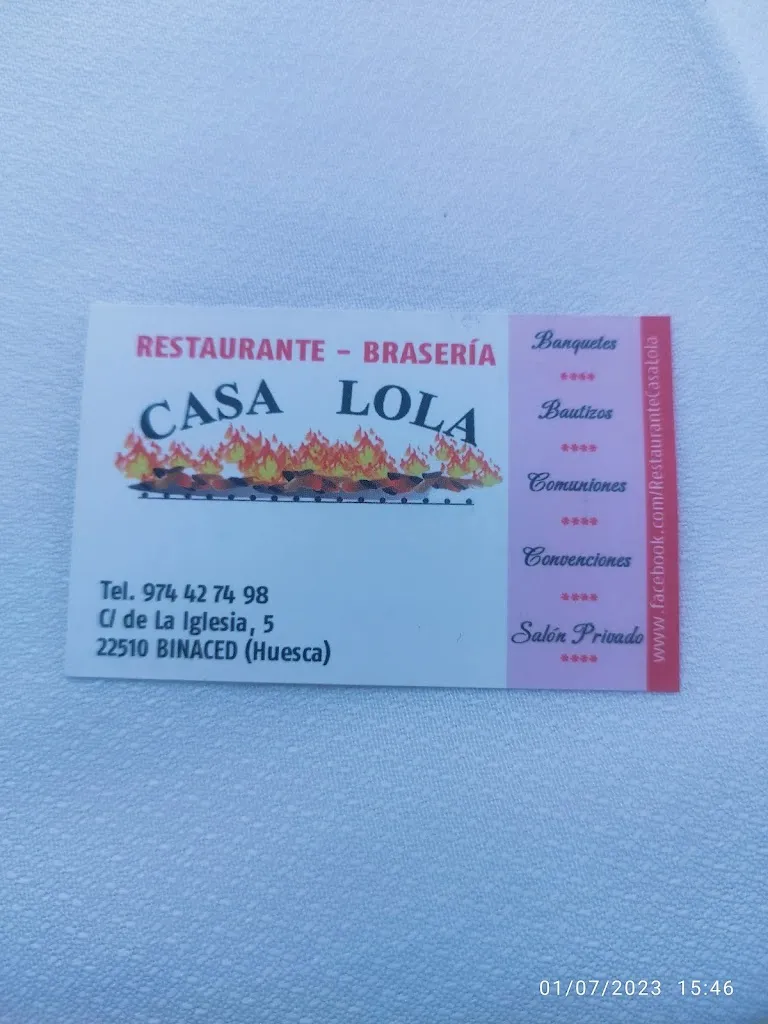 RESTAURANTE - BRASERÍA
CASA LOLA
Tel. 974 42 74 98
C/ de La Iglesia, 5
22510 BINACED (Huesca)
Banquetes
****
Bautizos
****
Comuniones
****
Convenciones
****
Salón Privado
****
www.facebook.com/RestauranteCasaLola
01/07/2023 15:46